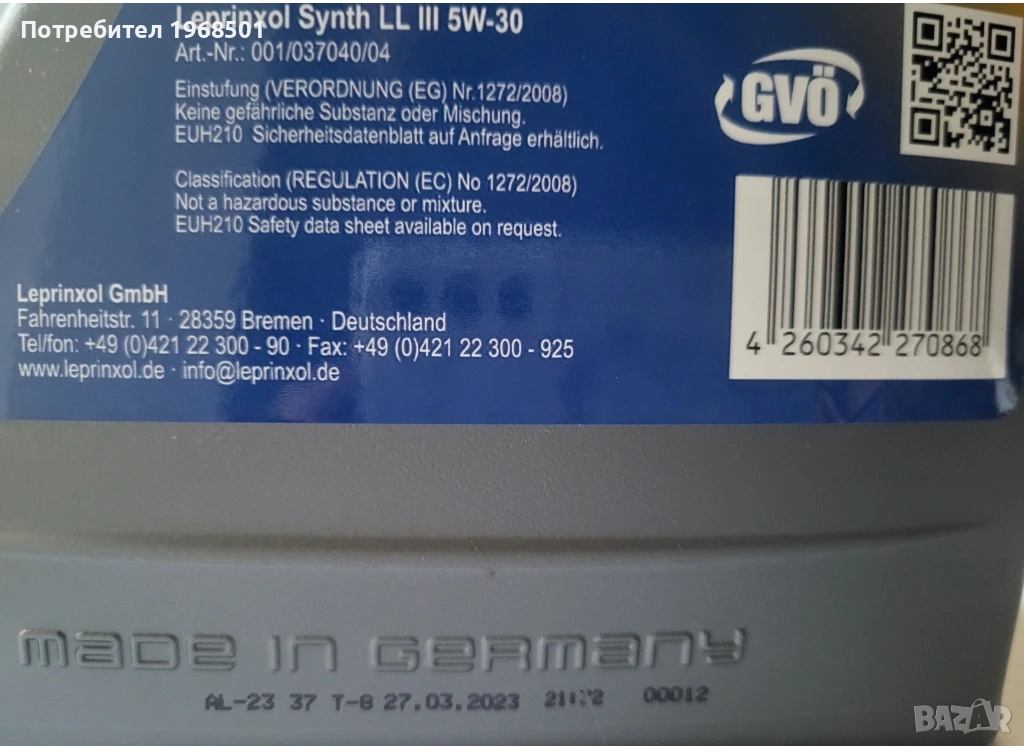 Потребител 1968501
Leprinxol Synth LL III 5W-30
Art.-Nr.: 001/037040/04
Einstufung (VERORDNUNG (EG) Nr.1272/2008)
Keine gefährliche Substanz oder Mischung.
EUH210 Sicherheitsdatenblatt auf Anfrage erhältlich.
GVÖ
Classification (REGULATION (EC) No 1272/2008)
Not a hazardous substance or mixture.
EUH210 Safety data sheet available on request.
Leprinxol GmbH
Fahrenheitstr. 11 · 28359 Bremen · Deutschland
Tel/fon: +49 (0)421 22 300 - 90 · Fax: +49 (0)421 22 300 - 925
www.leprinxol.de · info@leprinxol.de
4 260342 270868
made in Germany
AL-23 37 T-8 27.03.2023 00012
BAZAR